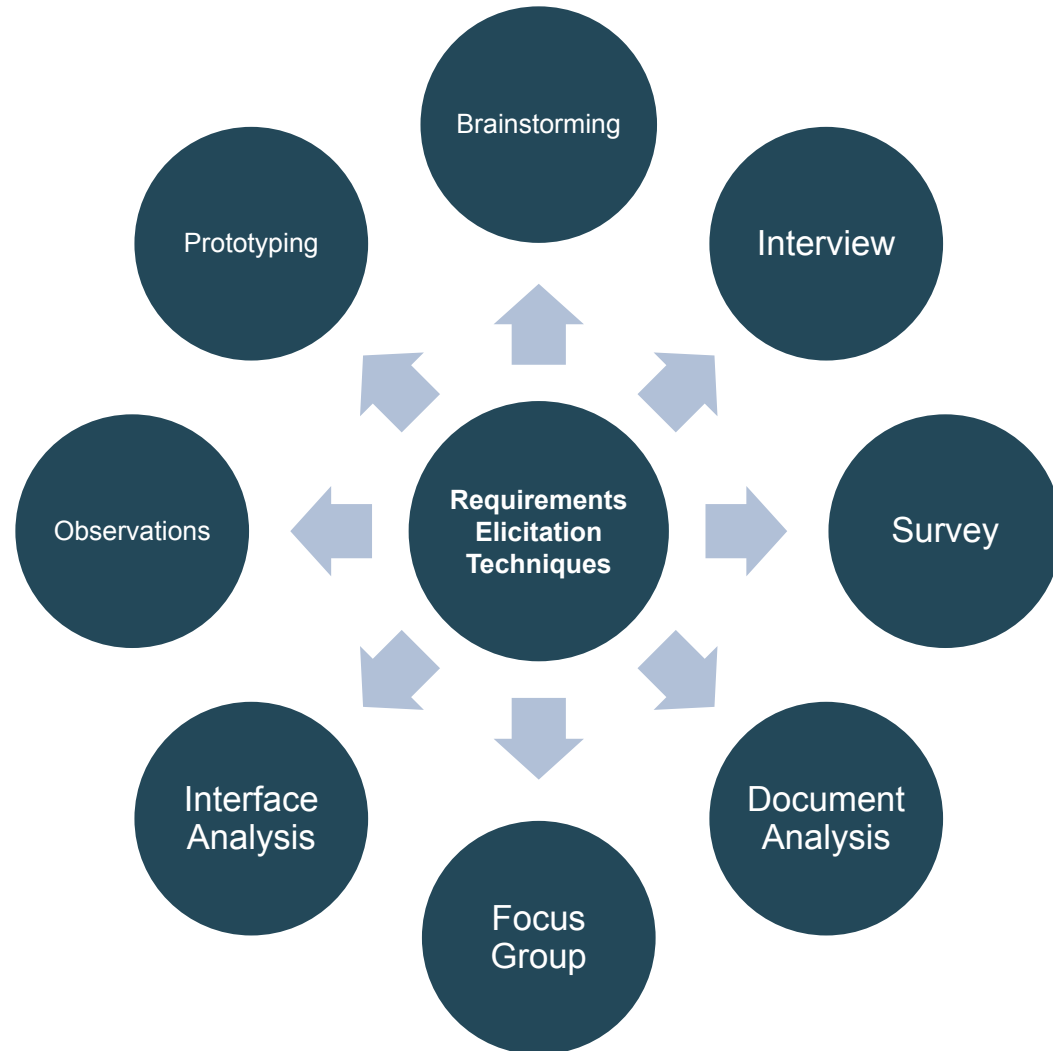 Brainstorming
Interview
Survey
Document
Analysis
Focus
Group
Interface
Analysis
Observations
Prototyping
Requirements
Elicitation
Techniques